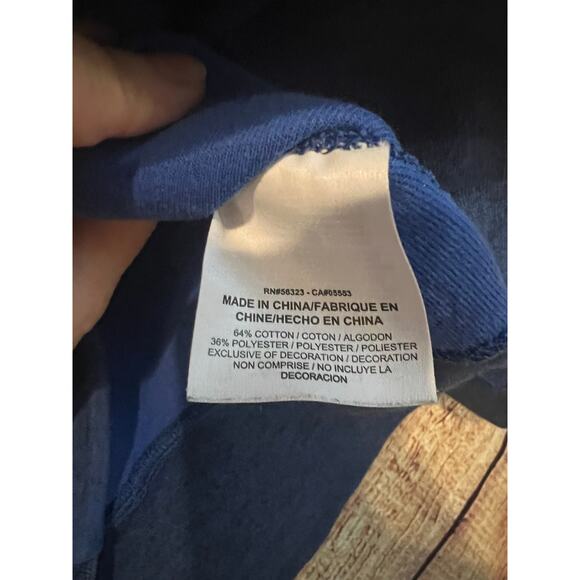 RN#56323 - CA#05553
MADE IN CHINA/FABRIQUE EN
CHINE/HECHO EN CHINA
64% COTTON / COTON / ALGODON
36% POLYESTER / POLYESTER / POLIESTER
EXCLUSIVE OF DECORATION / DECORATION
NON COMPRISE / NO INCLUYE LA
DECORACION